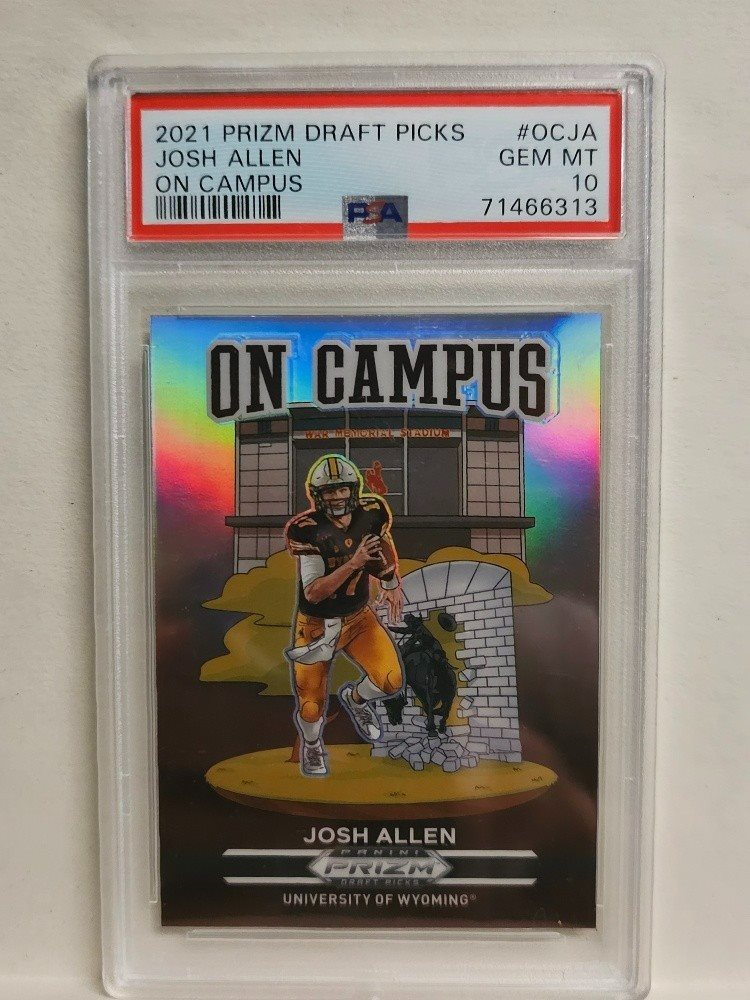 2021 PRIZM DRAFT PICKS #OCJA
JOSH ALLEN GEM MT
ON CAMPUS 10
PSA 71466313
ON CAMPUS
WAR MEMORIAL STADIUM
17
JOSH ALLEN
PANINI
PRIZM
DRAFT PICKS
UNIVERSITY OF WYOMING®